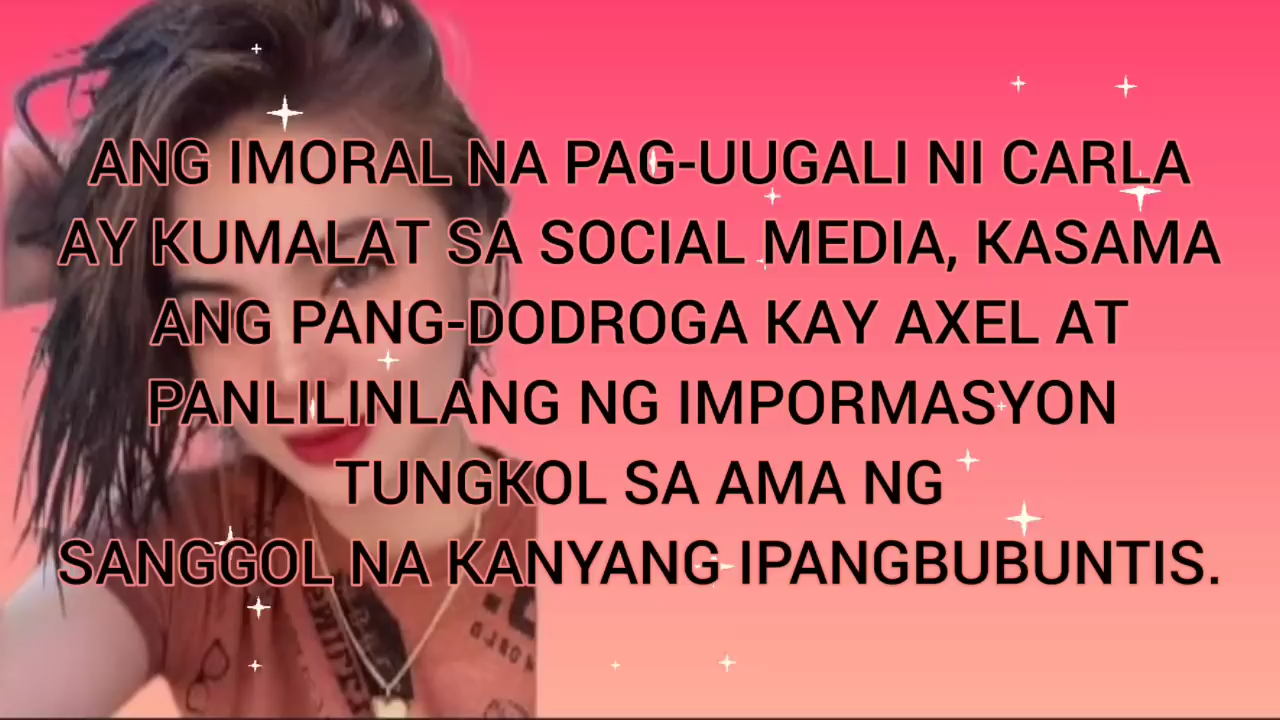 ANG IMORAL NA PAG-UUGALI NI CARLA
AY KUMALAT SA SOCIAL MEDIA, KASAMA
ANG PANG-DODROGA KAY AXEL AT
PANLILINLANG NG IMPORMASYON
TUNGKOL SA AMA NG
SANGGOL NA KANYANG IPANGBUBUNTIS.